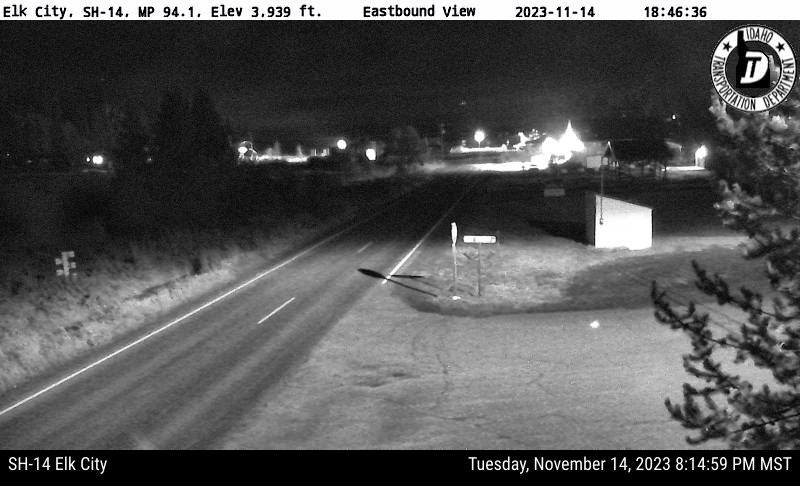 Elk City, SH-14, MP 94.1, Elev 3,939 ft. Eastbound View 2023-11-14 18:46:36
IDAHO
TRANSPORTATION DEPARTMENT
SH-14 Elk City Tuesday, November 14, 2023 8:14:59 PM MST